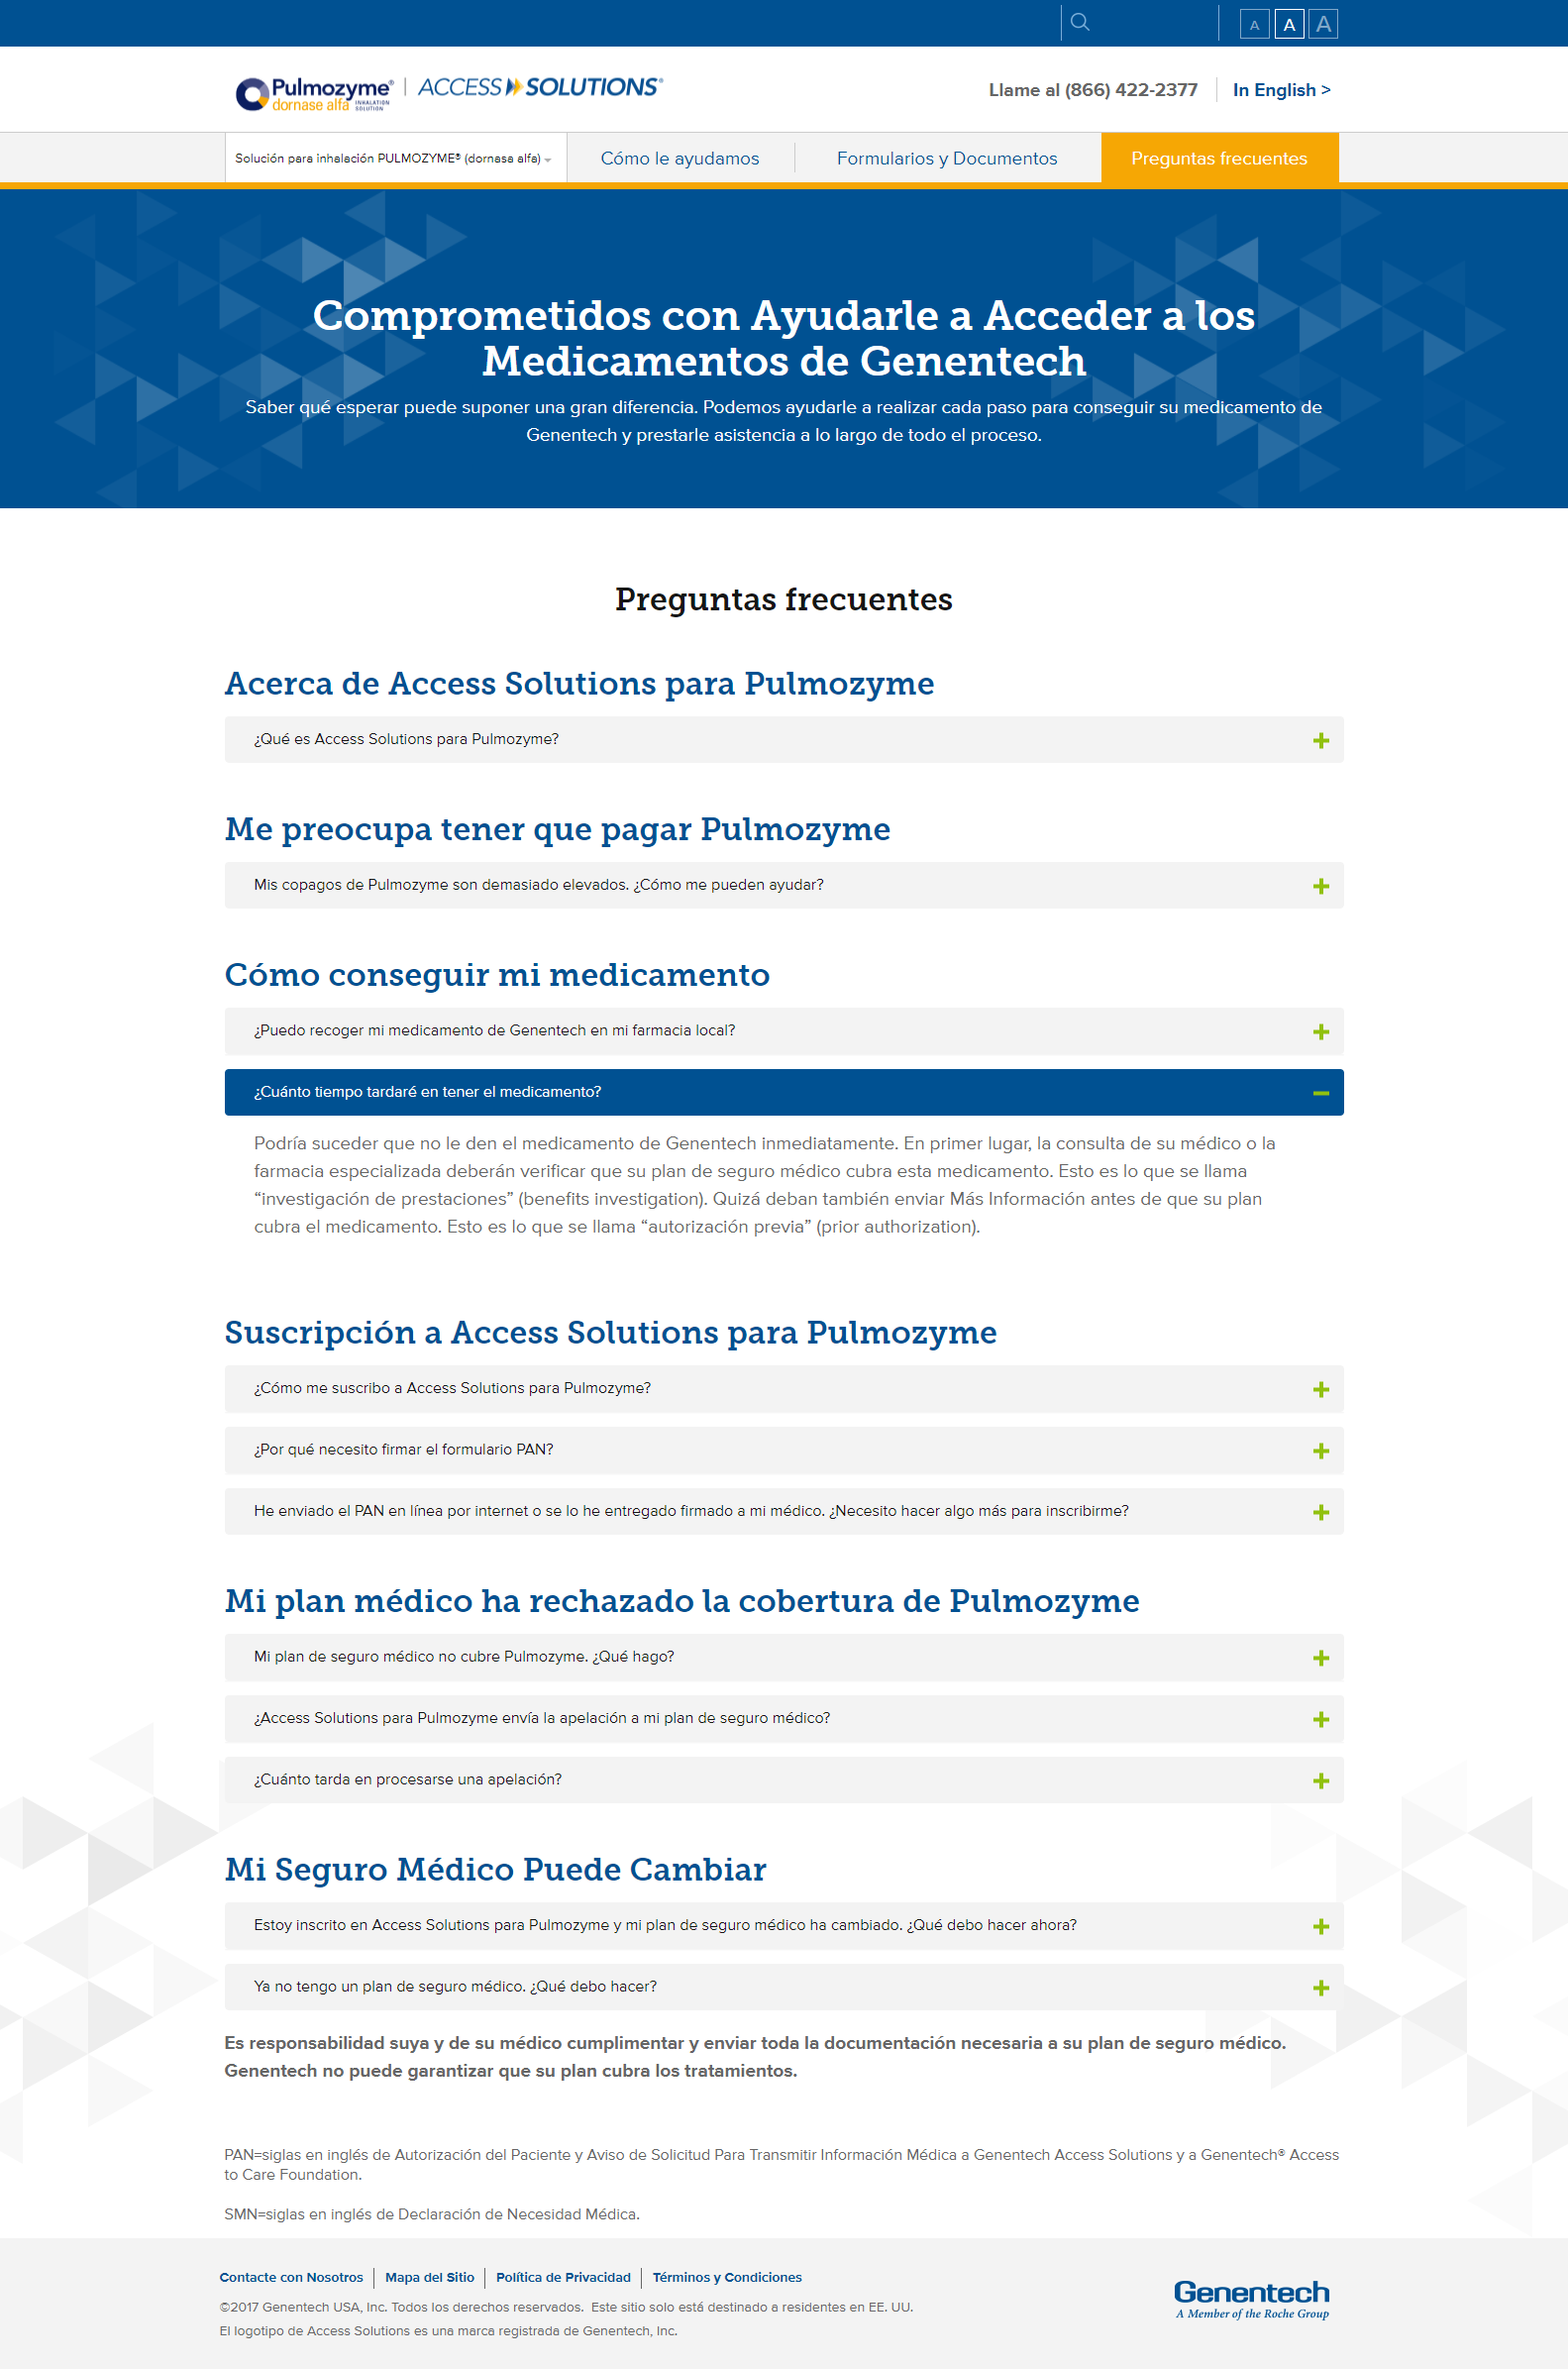 A A A
Pulmozyme® | ACCESS SOLUTIONS®
dornase alfa INHALATION SOLUTION
Llame al (866) 422-2377
In English >
Solución para inhalación PULMOZYME® (dornasa alfa)
Cómo le ayudamos
Formularios y Documentos
Preguntas frecuentes
Comprometidos con Ayudarle a Acceder a los
Medicamentos de Genentech
Saber qué esperar puede suponer una gran diferencia. Podemos ayudarle a realizar cada paso para conseguir su medicamento de
Genentech y prestarle asistencia a lo largo de todo el proceso.
Preguntas frecuentes
Acerca de Access Solutions para Pulmozyme
¿Qué es Access Solutions para Pulmozyme?
Me preocupa tener que pagar Pulmozyme
Mis copagos de Pulmozyme son demasiado elevados. ¿Cómo me pueden ayudar?
Cómo conseguir mi medicamento
¿Puedo recoger mi medicamento de Genentech en mi farmacia local?
¿Cuánto tiempo tardaré en tener el medicamento?
Podría suceder que no le den el medicamento de Genentech inmediatamente. En primer lugar, la consulta de su médico o la
farmacia especializada deberán verificar que su plan de seguro médico cubra esta medicamento. Esto es lo que se llama
“investigación de prestaciones” (benefits investigation). Quizá deban también enviar Más Información antes de que su plan
cubra el medicamento. Esto es lo que se llama “autorización previa” (prior authorization).
Suscripción a Access Solutions para Pulmozyme
¿Cómo me suscribo a Access Solutions para Pulmozyme?
¿Por qué necesito firmar el formulario PAN?
He enviado el PAN en línea por internet o se lo he entregado firmado a mi médico. ¿Necesito hacer algo más para inscribirme?
Mi plan médico ha rechazado la cobertura de Pulmozyme
Mi plan de seguro médico no cubre Pulmozyme. ¿Qué hago?
¿Access Solutions para Pulmozyme envía la apelación a mi plan de seguro médico?
¿Cuánto tarda en procesarse una apelación?
Mi Seguro Médico Puede Cambiar
Estoy inscrito en Access Solutions para Pulmozyme y mi plan de seguro médico ha cambiado. ¿Qué debo hacer ahora?
Ya no tengo un plan de seguro médico. ¿Qué debo hacer?
Es responsabilidad suya y de su médico cumplimentar y enviar toda la documentación necesaria a su plan de seguro médico.
Genentech no puede garantizar que su plan cubra los tratamientos.
PAN=siglas en inglés de Autorización del Paciente y Aviso de Solicitud Para Transmitir Información Médica a Genentech Access Solutions y a Genentech® Access
to Care Foundation.
SMN=siglas en inglés de Declaración de Necesidad Médica.
Contacte con Nosotros | Mapa del Sitio | Política de Privacidad | Términos y Condiciones
©2017 Genentech USA, Inc. Todos los derechos reservados. Este sitio solo está destinado a residentes en EE. UU.
El logotipo de Access Solutions es una marca registrada de Genentech, Inc.
Genentech
A Member of the Roche Group